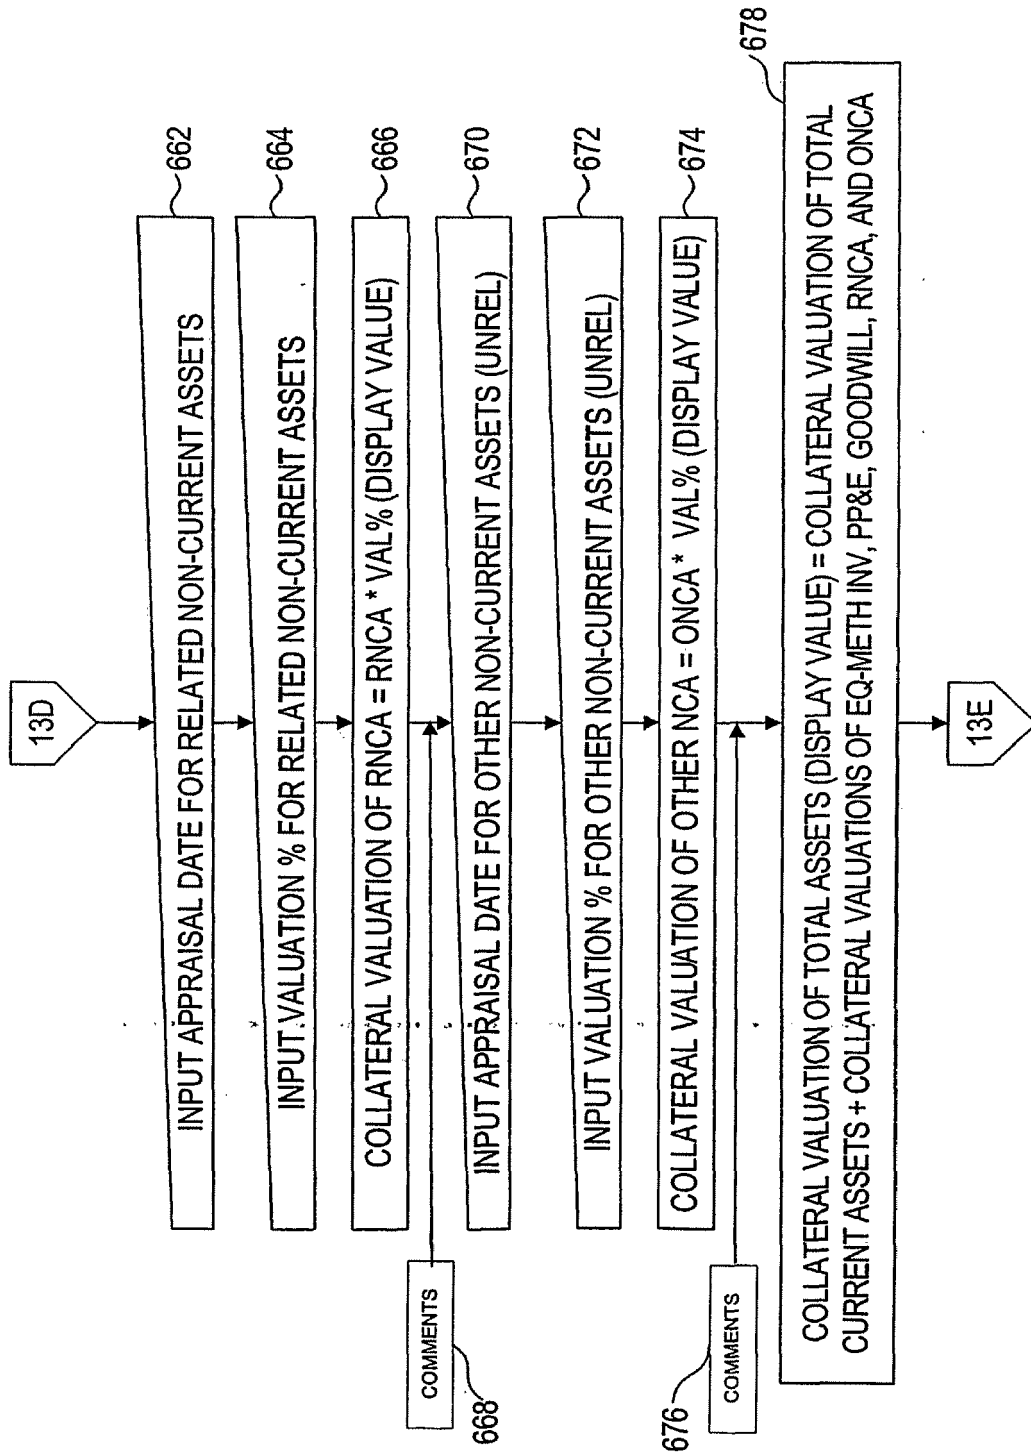 13D
INPUT APPRAISAL DATE FOR RELATED NON-CURRENT ASSETS
662
INPUT VALUATION % FOR RELATED NON-CURRENT ASSETS
664
COLLATERAL VALUATION OF RNCA = RNCA * VAL% (DISPLAY VALUE)
666
COMMENTS
668
INPUT APPRAISAL DATE FOR OTHER NON-CURRENT ASSETS (UNREL)
670
INPUT VALUATION % FOR OTHER NON-CURRENT ASSETS (UNREL)
672
COLLATERAL VALUATION OF OTHER NCA = ONCA * VAL% (DISPLAY VALUE)
674
COMMENTS
676
COLLATERAL VALUATION OF TOTAL ASSETS (DISPLAY VALUE) = COLLATERAL VALUATION OF TOTAL
CURRENT ASSETS + COLLATERAL VALUATIONS OF EQ-METH INV, PP&E, GOODWILL, RNCA, AND ONCA
678
13E